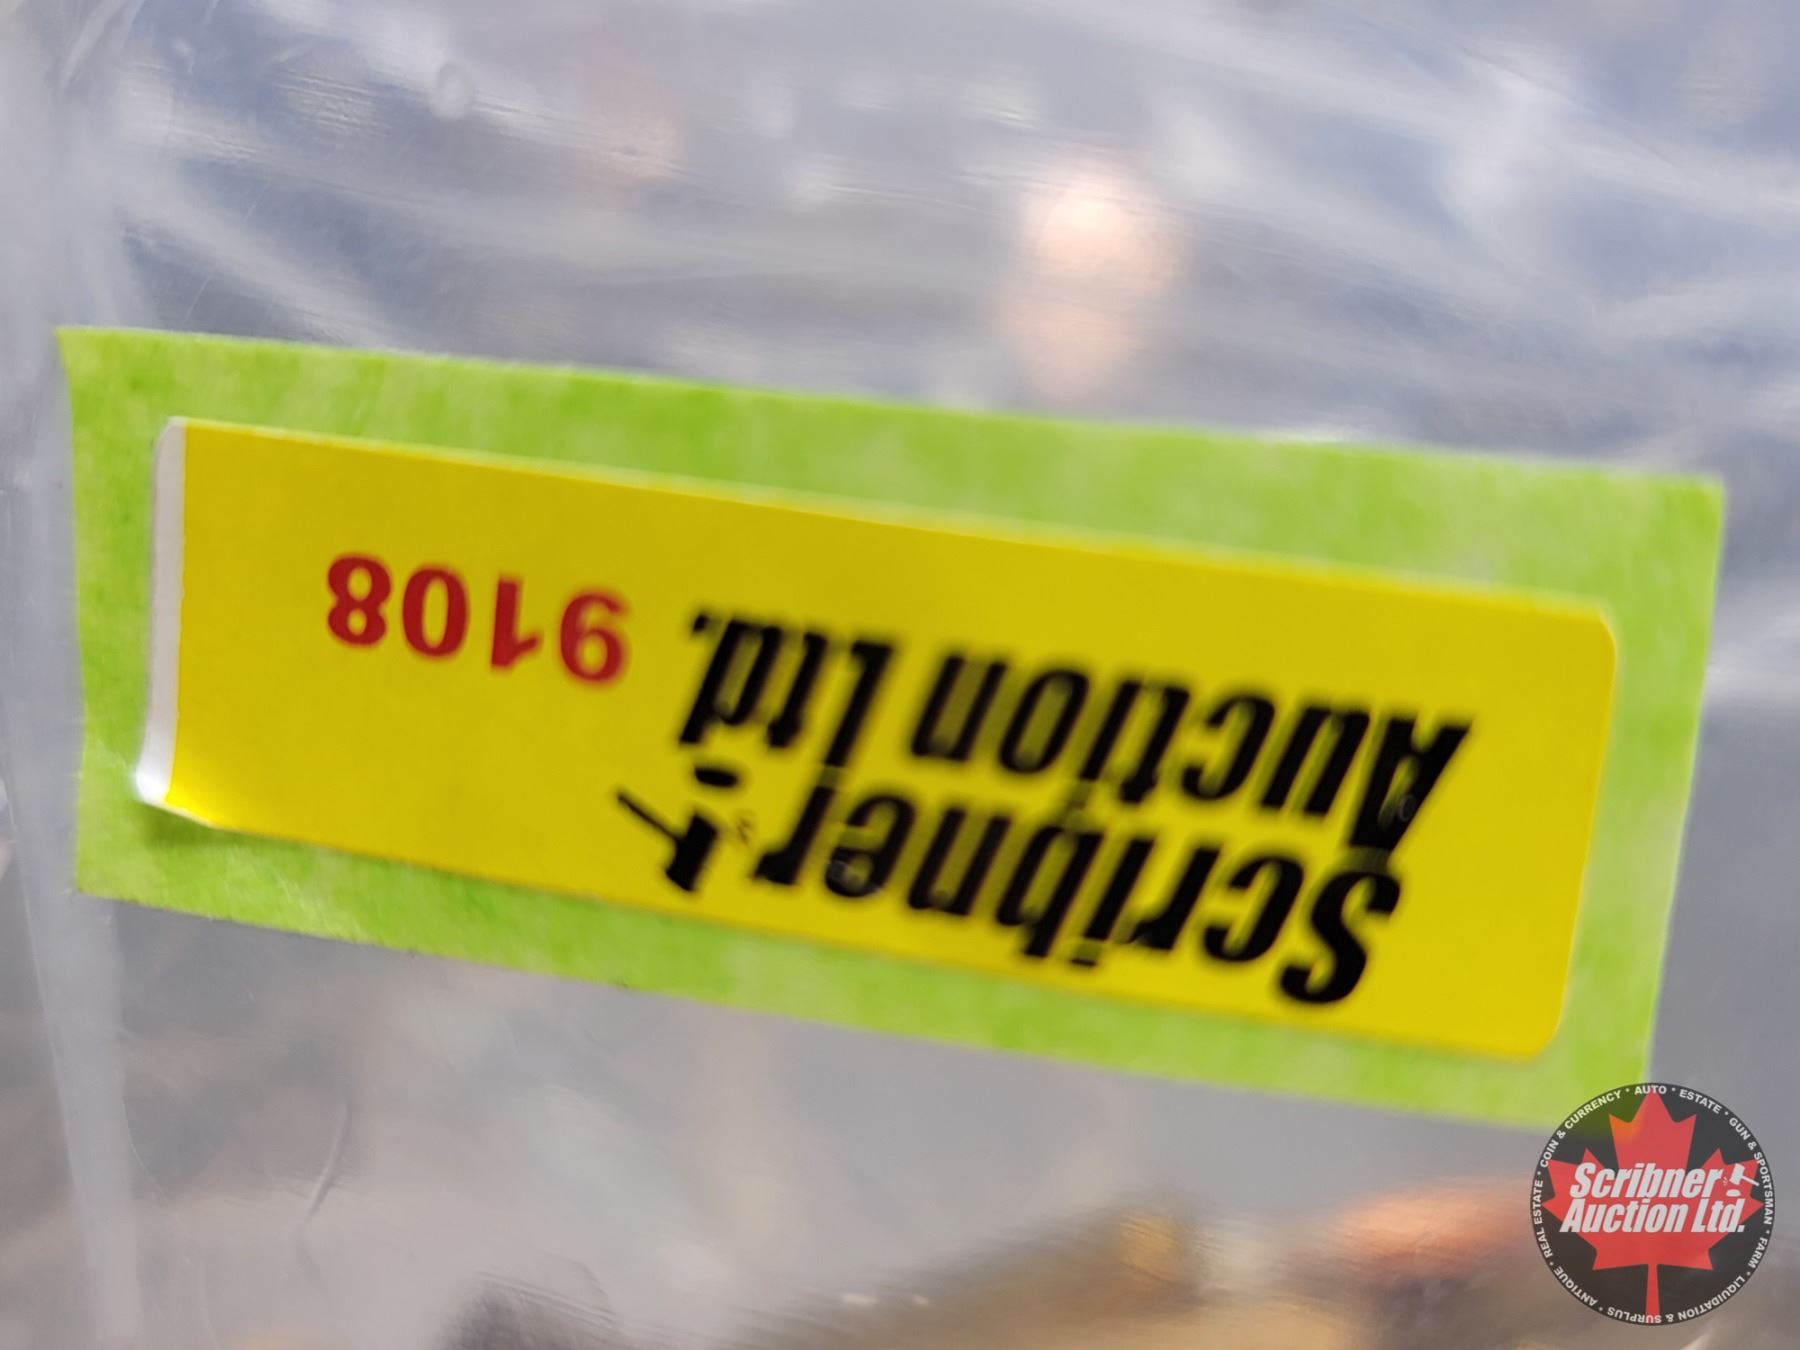 Scribner
Auction Ltd. 9108
ANTIQUE * REAL ESTATE * COIN & CURRENCY * AUTO * ESTATE * GUN & SPORTSMAN * FARM * LIQUIDATION & SURPLUS *
Scribner
Auction Ltd.